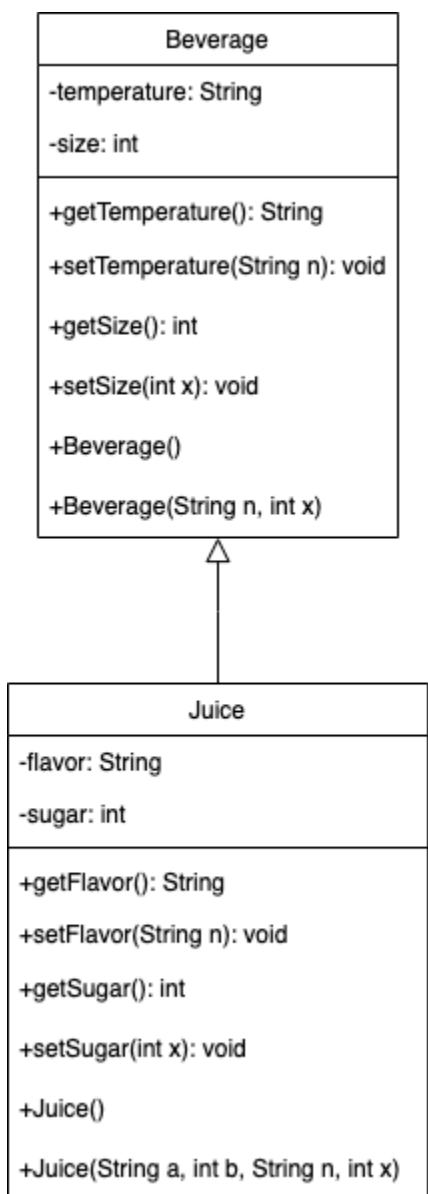 Beverage
-temperature: String
-size: int
+getTemperature(): String
+setTemperature(String n): void
+getSize(): int
+setSize(int x): void
+Beverage()
+Beverage(String n, int x)
Juice
-flavor: String
-sugar: int
+getFlavor(): String
+setFlavor(String n): void
+getSugar(): int
+setSugar(int x): void
+Juice()
+Juice(String a, int b, String n, int x)